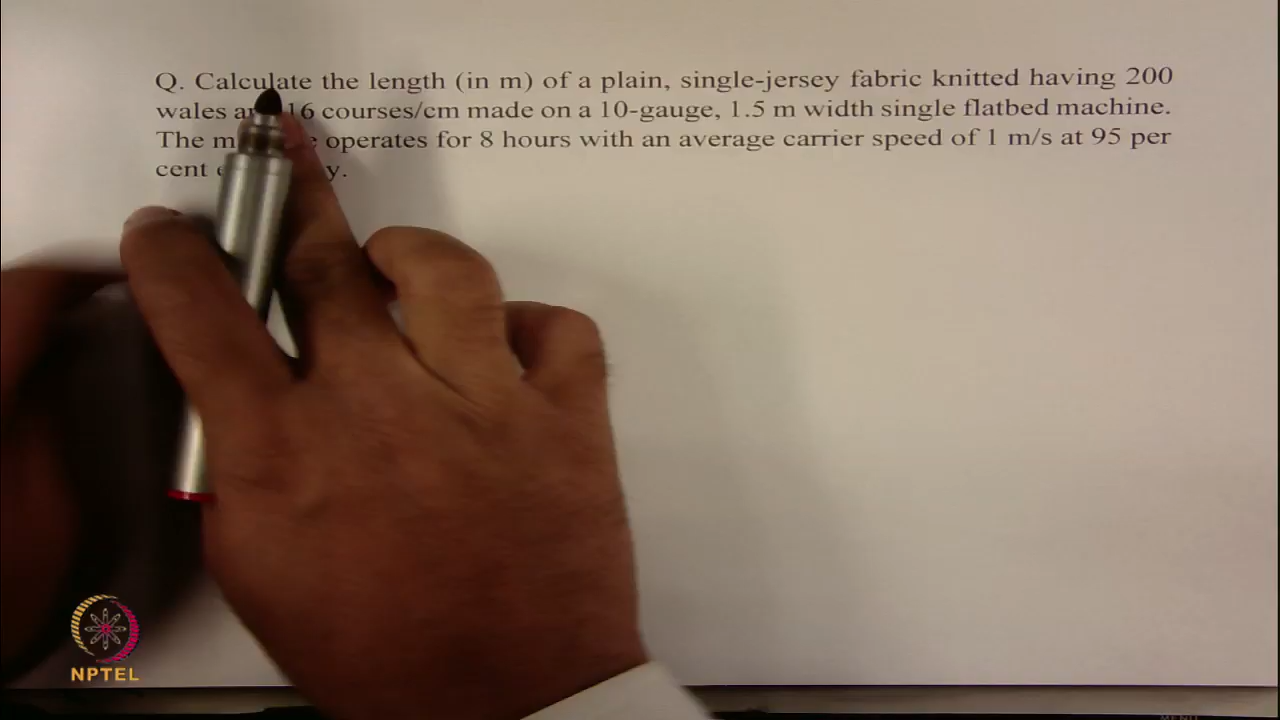 Q. Calculate the length (in m) of a plain, single-jersey fabric knitted having 200
wales 16 courses/cm made on a 10-gauge, 1.5 m width single flatbed machine.
The operates for 8 hours with an average carrier speed of 1 m/s at 95 per
cent
NPTEL